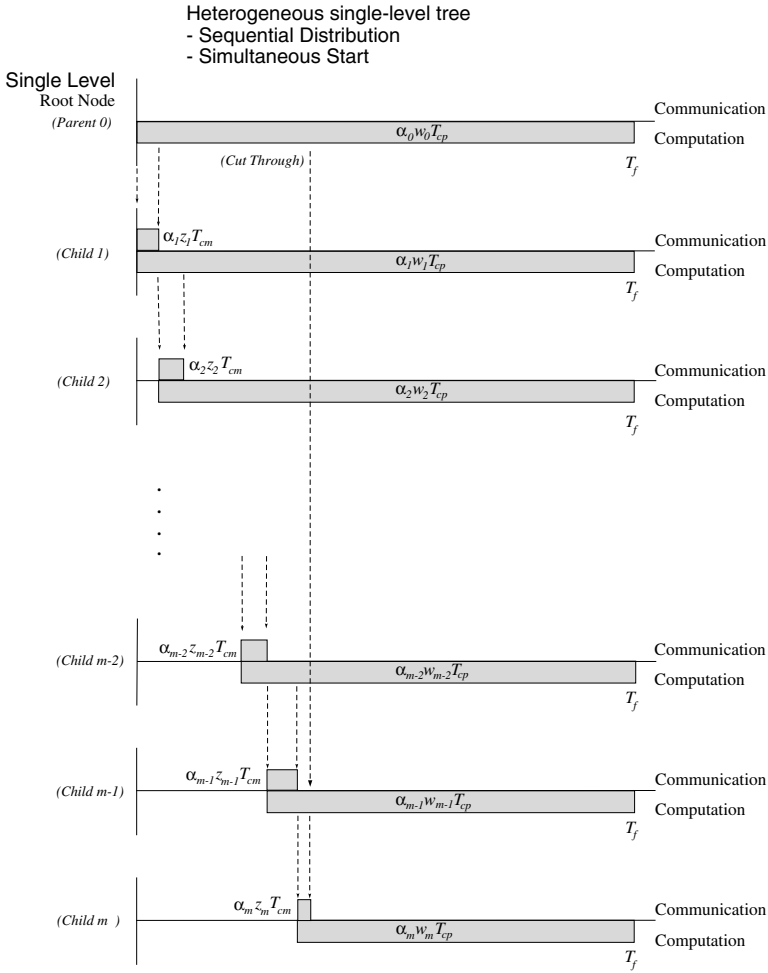 Heterogeneous single-level tree
- Sequential Distribution
- Simultaneous Start
Single Level
Root Node
(Parent 0)
Communication
α0w0Tcp
Computation
(Cut Through)
Tf
α1z1Tcm
Communication
(Child 1)
α1w1Tcp
Computation
Tf
α2z2Tcm
Communication
(Child 2)
α2w2Tcp
Computation
Tf
αm-2zm-2Tcm
Communication
(Child m-2)
αm-2wm-2Tcp
Computation
Tf
αm-1zm-1Tcm
Communication
(Child m-1)
αm-1wm-1Tcp
Computation
Tf
αmzmTcm
Communication
(Child m )
αmwmTcp
Computation
Tf